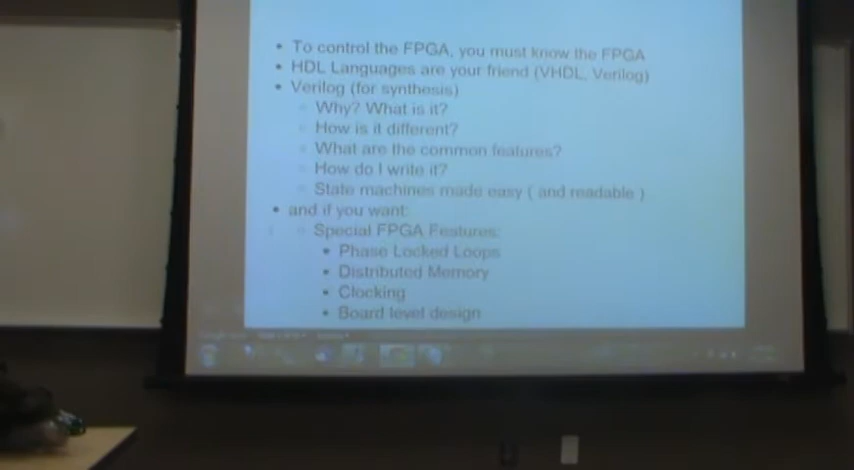 • To control the FPGA, you must know the FPGA
• HDL Languages are your friend (VHDL, Verilog)
• Verilog (for synthesis)
○ Why? What is it?
○ How is it different?
○ What are the common features?
○ How do I write it?
○ State machines made easy ( and readable )
• and if you want:
○ Special FPGA Features:
▪ Phase Locked Loops
▪ Distributed Memory
▪ Clocking
▪ Board level design